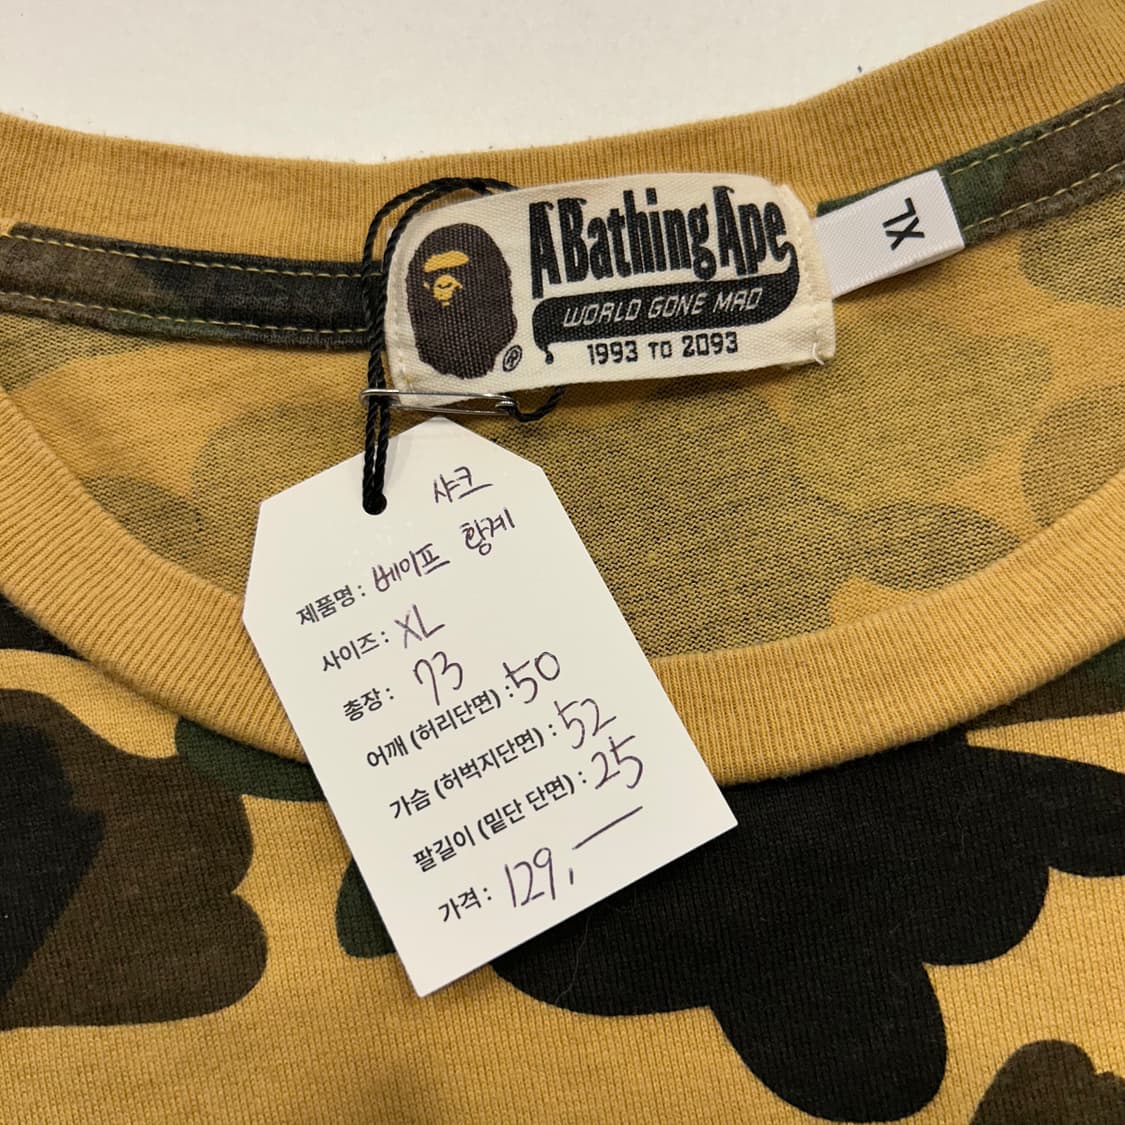 A Bathing Ape
WORLD GONE MAD
1993 TO 2093
®
XL
샤크
제품명 : 베이프 황계
사이즈 : XL
총장 : 73
어깨 (허리단면) : 50
가슴 (허벅지단면) : 52
팔길이 (밑단 단면) : 25
가격 : 129,—